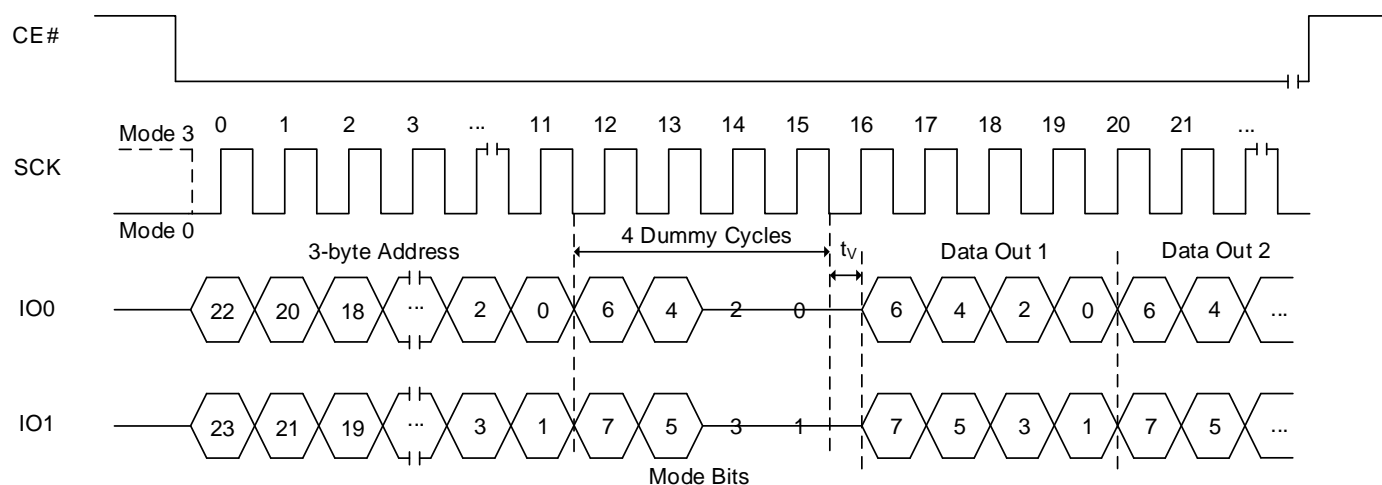 CE#
Mode 3
0 1 2 3 ... 11 12 13 14 15 16 17 18 19 20 21 ...
SCK
Mode 0
3-byte Address
4 Dummy Cycles
tV
Data Out 1
Data Out 2
IO0
22 20 18 ... 2 0 6 4 2 0 6 4 2 0 6 4 ...
IO1
23 21 19 ... 3 1 7 5 3 1 7 5 3 1 7 5 ...
Mode Bits